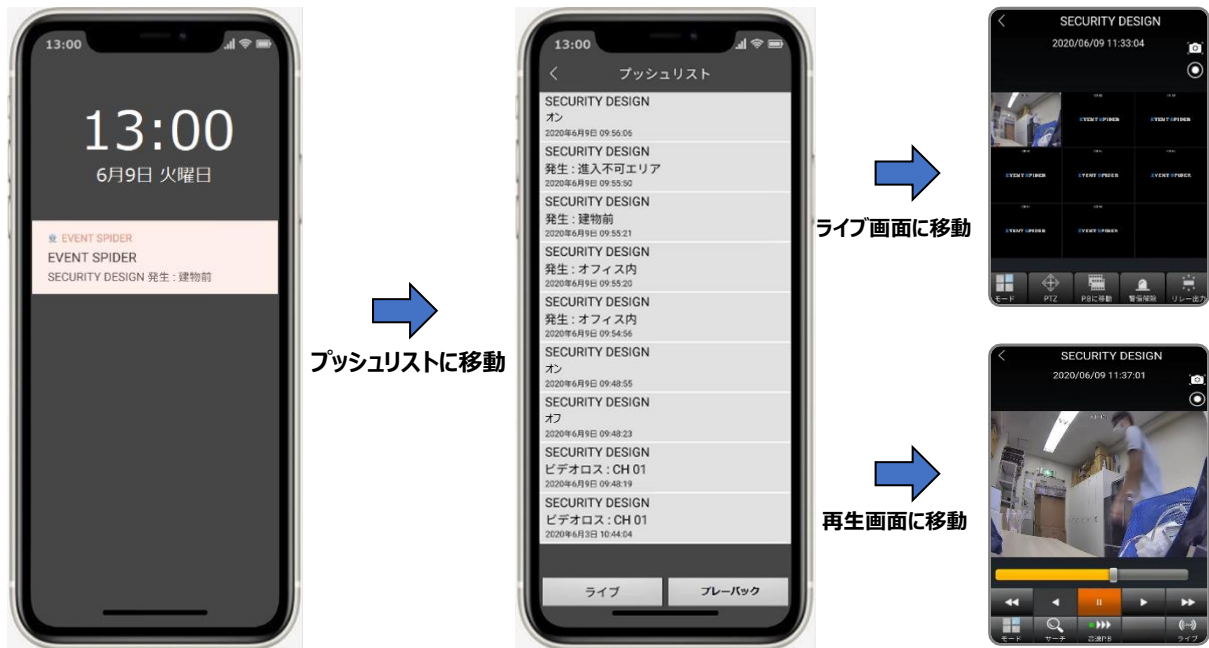 13:00
13:00
6月9日 火曜日
EVENT SPIDER
EVENT SPIDER
SECURITY DESIGN 発生 : 建物前
プッシュリストに移動
13:00
プッシュリスト
SECURITY DESIGN
オン
2020年6月9日 09:56:06
SECURITY DESIGN
発生 : 進入不可エリア
2020年6月9日 09:55:50
SECURITY DESIGN
発生 : 建物前
2020年6月9日 09:55:21
SECURITY DESIGN
発生 : オフィス内
2020年6月9日 09:55:20
SECURITY DESIGN
発生 : オフィス内
2020年6月9日 09:54:56
SECURITY DESIGN
オン
2020年6月9日 09:48:55
SECURITY DESIGN
オフ
2020年6月9日 09:48:23
SECURITY DESIGN
ビデオロス : CH 01
2020年6月9日 09:48:19
SECURITY DESIGN
ビデオロス : CH 01
2020年6月3日 10:44:04
ライブ プレーバック
ライブ画面に移動
SECURITY DESIGN
2020/06/09 11:33:04
EVENT SPIDER EVENT SPIDER
EVENT SPIDER EVENT SPIDER EVENT SPIDER
EVENT SPIDER EVENT SPIDER
モード PTZ PBに移動 警備解除 リレー出力
再生画面に移動
SECURITY DESIGN
2020/06/09 11:37:01
モード サーチ 高速PB ライブ